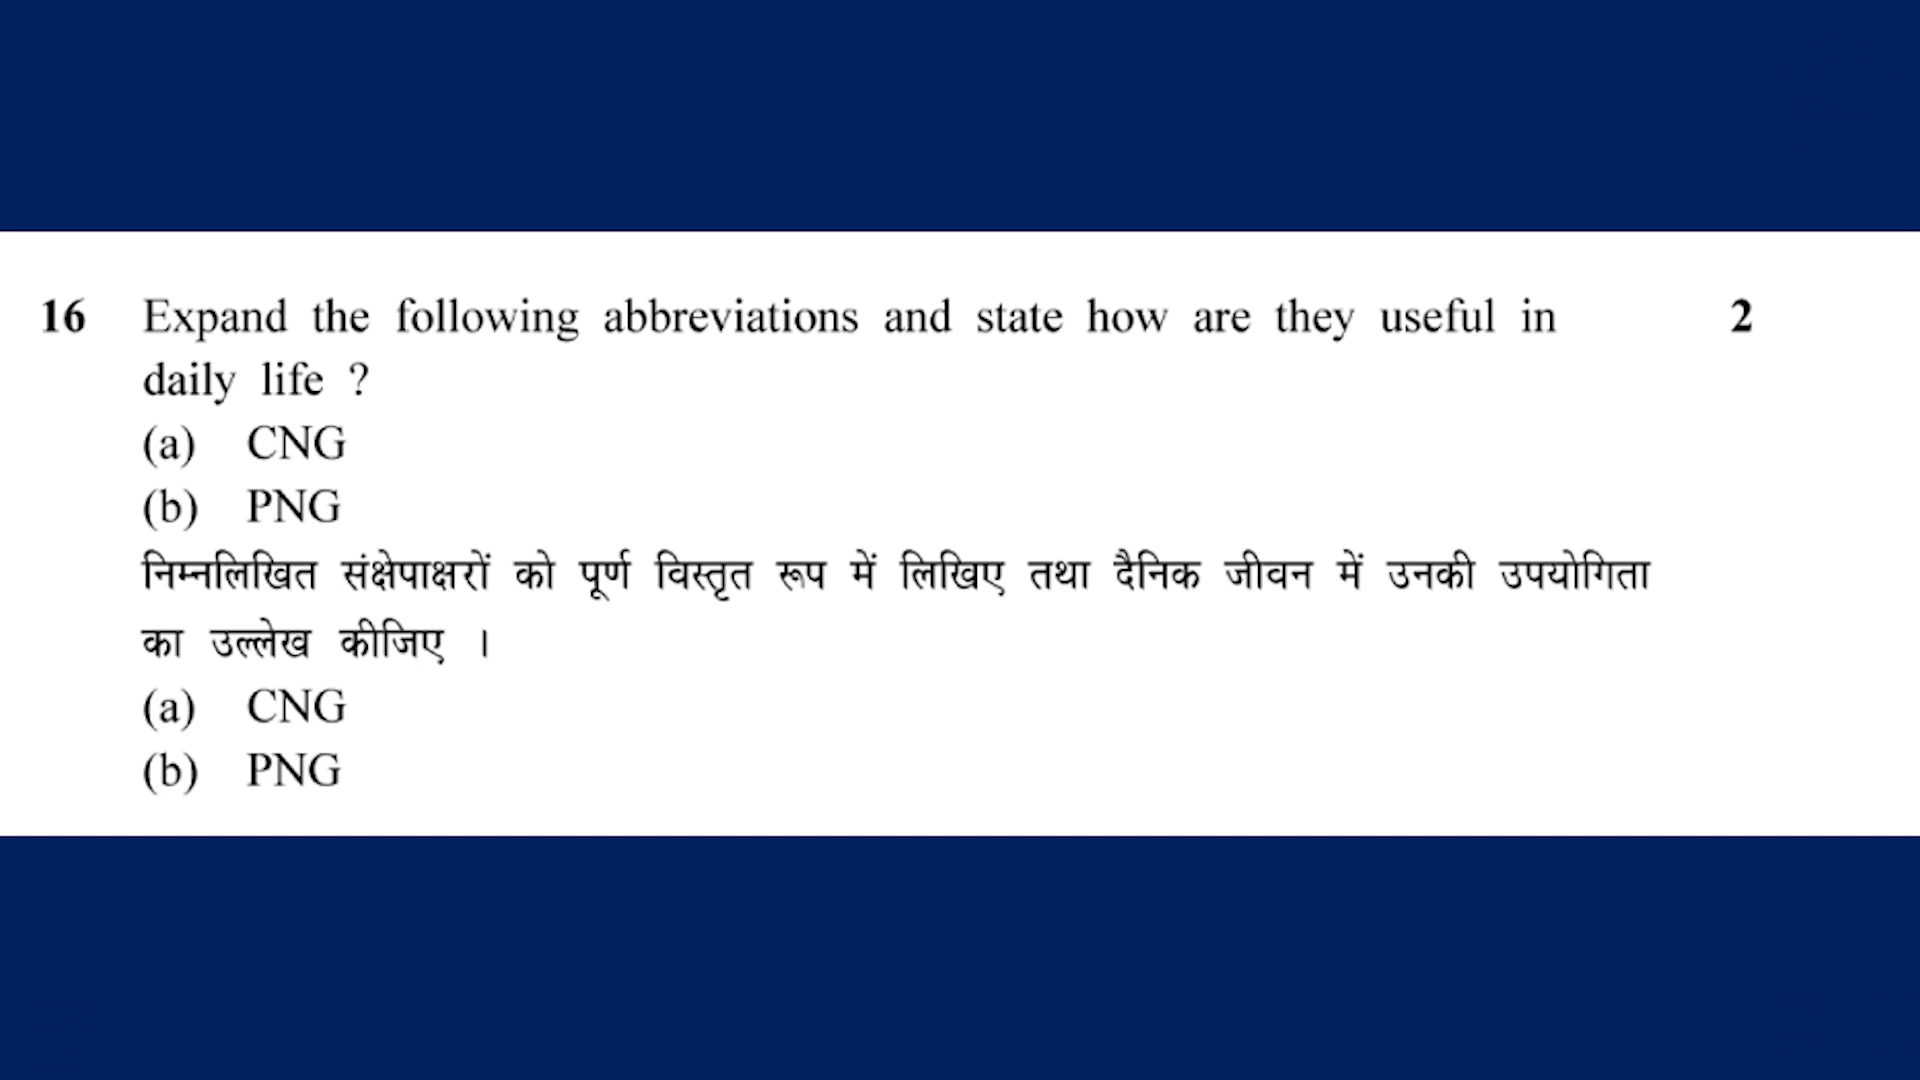 16 Expand the following abbreviations and state how are they useful in 2
daily life ?
(a) CNG
(b) PNG
निम्नलिखित संक्षेपाक्षरों को पूर्ण विस्तृत रूप में लिखिए तथा दैनिक जीवन में उनकी उपयोगिता
का उल्लेख कीजिए ।
(a) CNG
(b) PNG